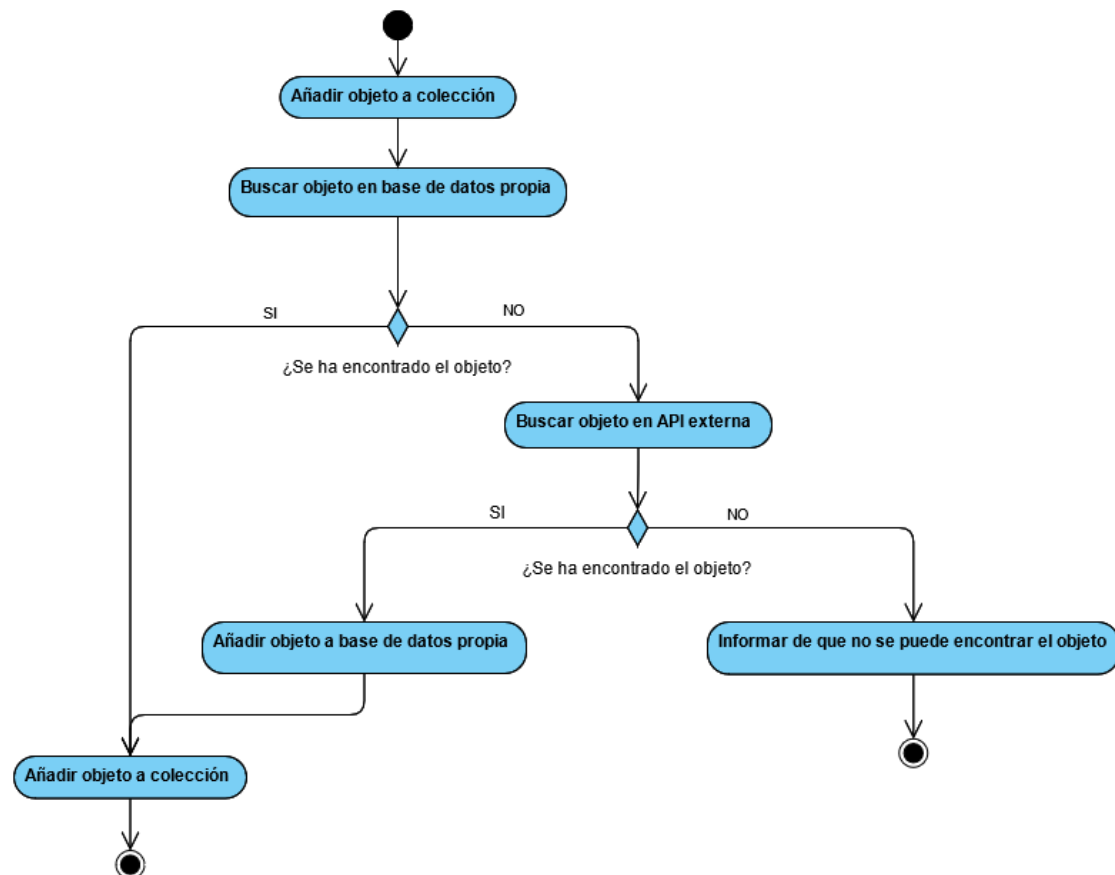 Añadir objeto a colección
Buscar objeto en base de datos propia
SI
NO
¿Se ha encontrado el objeto?
Buscar objeto en API externa
SI
NO
¿Se ha encontrado el objeto?
Añadir objeto a base de datos propia
Informar de que no se puede encontrar el objeto
Añadir objeto a colección